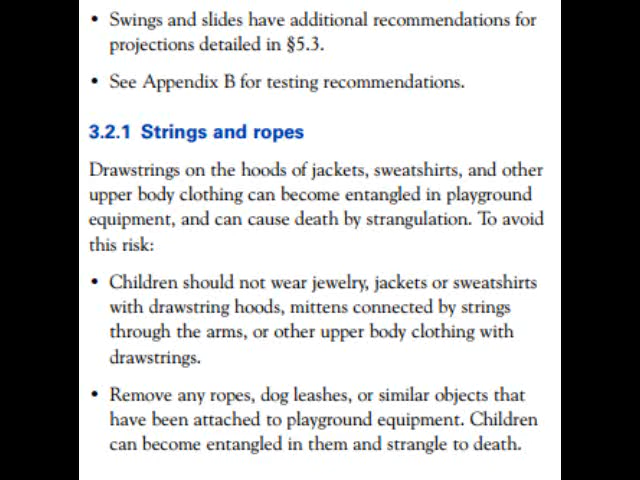 • Swings and slides have additional recommendations for
projections detailed in §5.3.
• See Appendix B for testing recommendations.
3.2.1 Strings and ropes
Drawstrings on the hoods of jackets, sweatshirts, and other
upper body clothing can become entangled in playground
equipment, and can cause death by strangulation. To avoid
this risk:
• Children should not wear jewelry, jackets or sweatshirts
with drawstring hoods, mittens connected by strings
through the arms, or other upper body clothing with
drawstrings.
• Remove any ropes, dog leashes, or similar objects that
have been attached to playground equipment. Children
can become entangled in them and strangle to death.